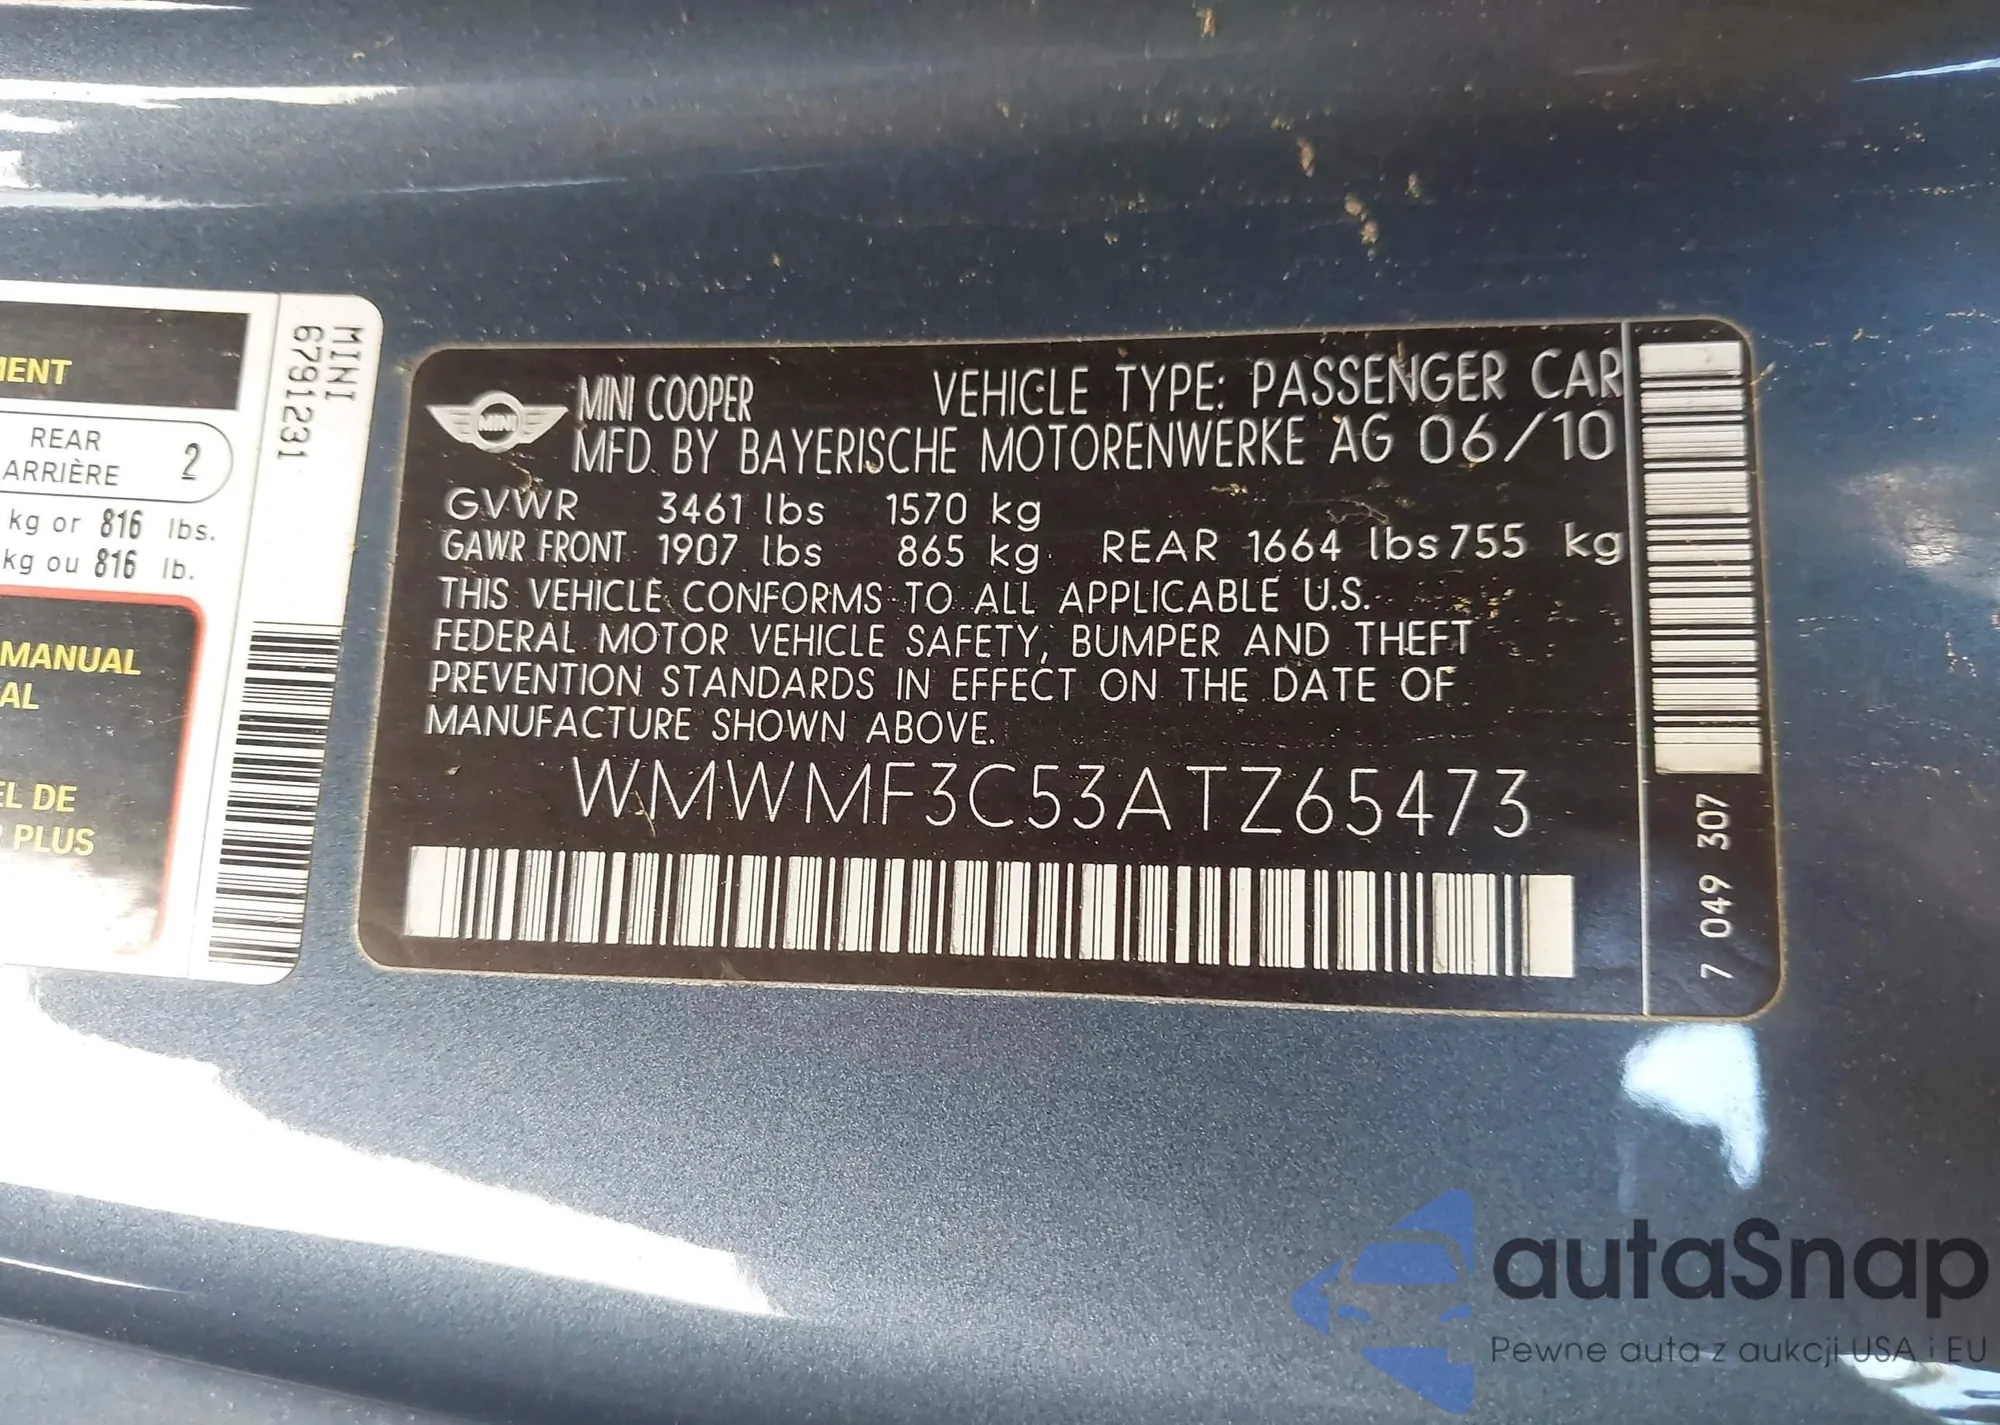 MENT
REAR
ARRIÈRE 2
kg or 816 lbs.
kg ou 816 lb.
MANUAL
EL DE
PLUS
MINI
6791231
MINI
MINI COOPER VEHICLE TYPE: PASSENGER CAR
MFD. BY BAYERISCHE MOTORENWERKE AG 06/10
GVWR 3461 lbs 1570 kg
GAWR FRONT 1907 lbs 865 kg REAR 1664 lbs 755 kg
THIS VEHICLE CONFORMS TO ALL APPLICABLE U.S.
FEDERAL MOTOR VEHICLE SAFETY, BUMPER AND THEFT
PREVENTION STANDARDS IN EFFECT ON THE DATE OF
MANUFACTURE SHOWN ABOVE.
WMWMF3C53ATZ65473
7 049 307
autaSnap
Pewne auta z aukcji USA i EU